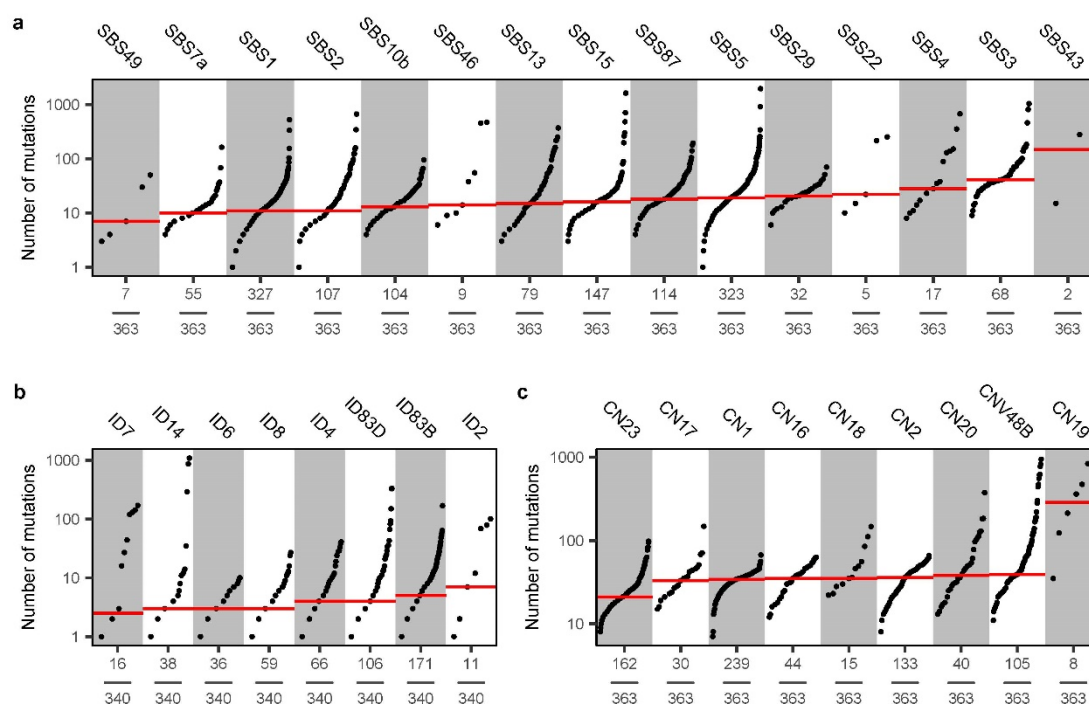 a
SBS49 SBS7a SBS1 SBS2 SBS10b SBS46 SBS13 SBS15 SBS87 SBS5 SBS29 SBS22 SBS4 SBS3 SBS43
Number of mutations
1000
100
10
1
7 55 327 107 104 9 79 147 114 323 32 5 17 68 2
363 363 363 363 363 363 363 363 363 363 363 363 363 363 363
b
ID7 ID14 ID6 ID8 ID4 ID83D ID83B ID2
Number of mutations
1000
100
10
1
16 38 36 59 66 106 171 11
340 340 340 340 340 340 340 340
c
CN23 CN17 CN1 CN16 CN18 CN2 CN20 CNV48B CN19
Number of mutations
1000
100
10
162 30 239 44 15 133 40 105 8
363 363 363 363 363 363 363 363 363